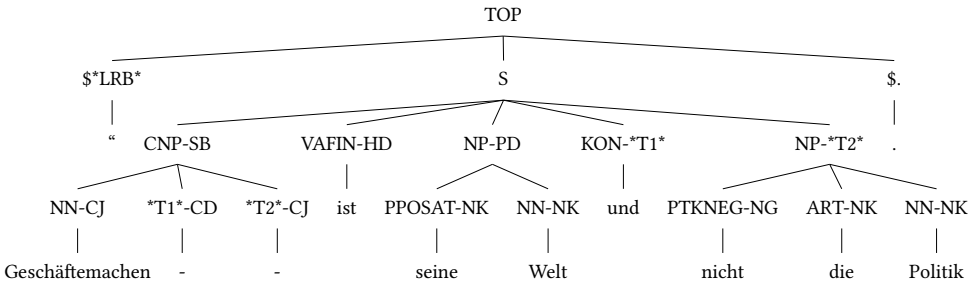 TOP
$*LRB* S $.
“ CNP-SB VAFIN-HD NP-PD KON-*T1* NP-*T2* .
NN-CJ *T1*-CD *T2*-CJ ist PPOSAT-NK NN-NK und PTKNEG-NG ART-NK NN-NK
Geschäftemachen - - seine Welt nicht die Politik